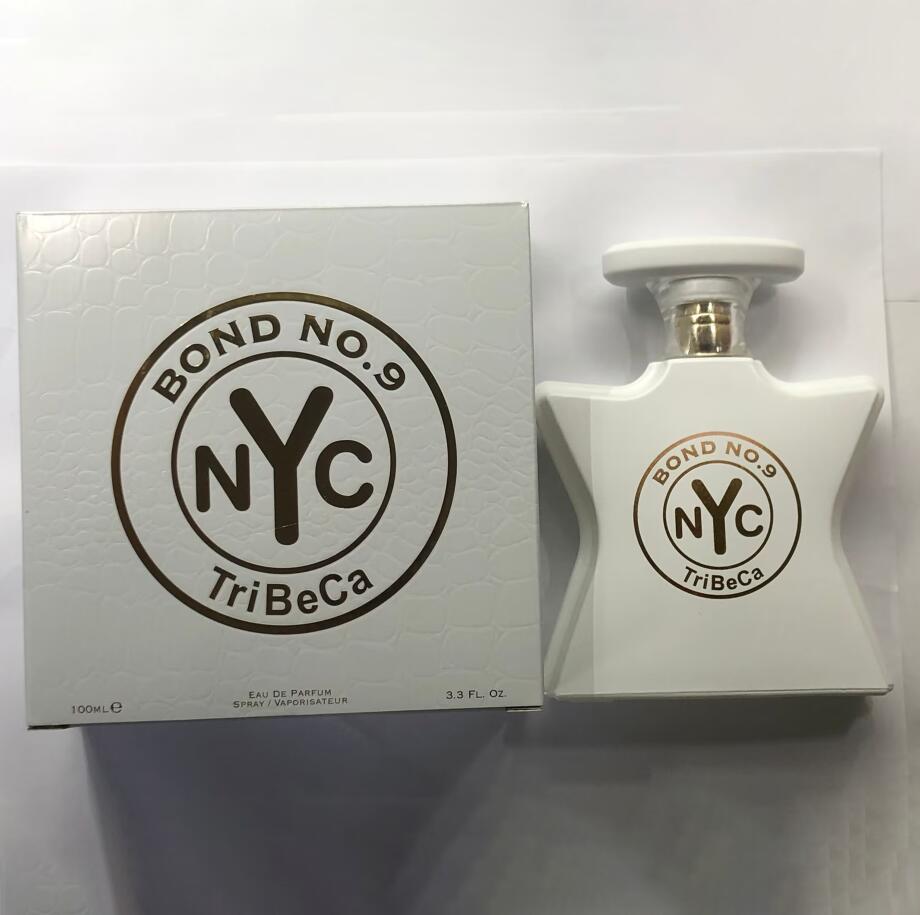 BOND NO.9
NYC
TriBeCa
100ML℮
EAU DE PARFUM
SPRAY / VAPORISATEUR
3.3 FL. OZ.
BOND NO.9
NYC
TriBeCa